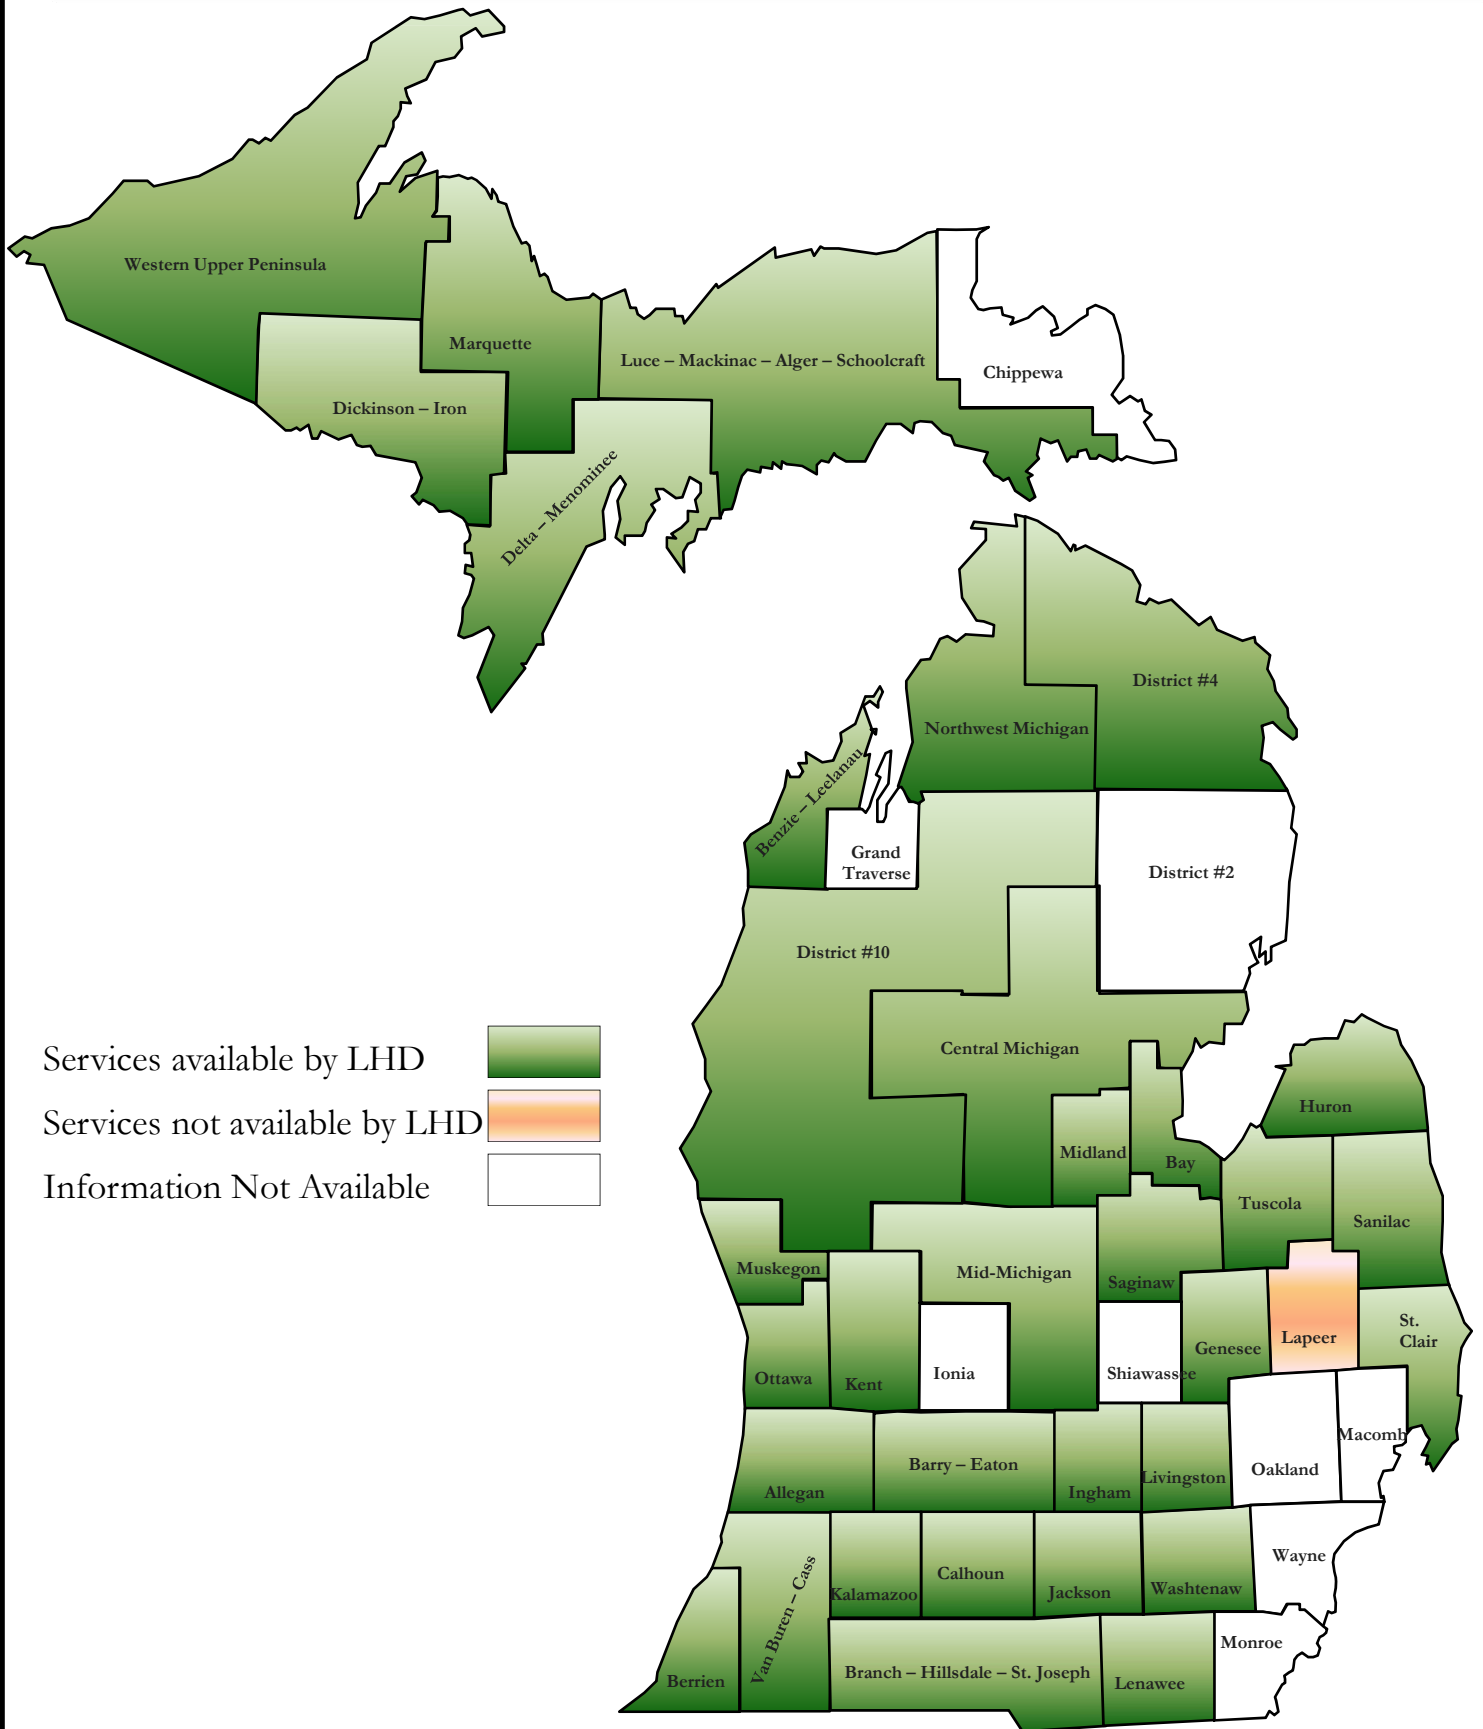 Western Upper Peninsula
Marquette
Luce – Mackinac – Alger – Schoolcraft
Chippewa
Dickinson – Iron
Delta – Menominee
District #4
Northwest Michigan
Benzie – Leelanau
Grand
Traverse
District #2
District #10
Central Michigan
Services available by LHD
Services not available by LHD
Information Not Available
Huron
Midland
Bay
Tuscola
Sanilac
Muskegon
Mid-Michigan
Saginaw
St.
Clair
Lapeer
Genesee
Ottawa
Kent
Ionia
Shiawassee
Macomb
Oakland
Allegan
Barry – Eaton
Ingham
Livingston
Wayne
Van Buren – Cass
Kalamazoo
Calhoun
Jackson
Washtenaw
Monroe
Berrien
Branch – Hillsdale – St. Joseph
Lenawee